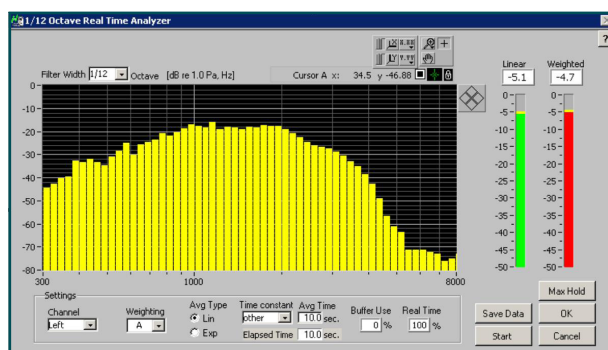 1/12 Octave Real Time Analyzer
?
Linear Weighted
Filter Width 1/12 Octave [dB re 1.0 Pa, Hz] Cursor A x: 34.5 y -46.88
-5.1 -4.7
0 0 0
-10 -5 -5
-20 -10 -10
-30 -15 -15
-40 -20 -20
-50 -25 -25
-60 -30 -30
-70 -35 -35
-80 -40 -40
-45 -45
-50 -50
300 1000 8000
Settings
Channel Weighting Avg Type Time constant Avg Time Buffer Use Real Time
Left A Lin other 10.0 sec. 0 % 100 %
Exp Elapsed Time 10.0 sec.
Max Hold
Save Data OK
Start Cancel